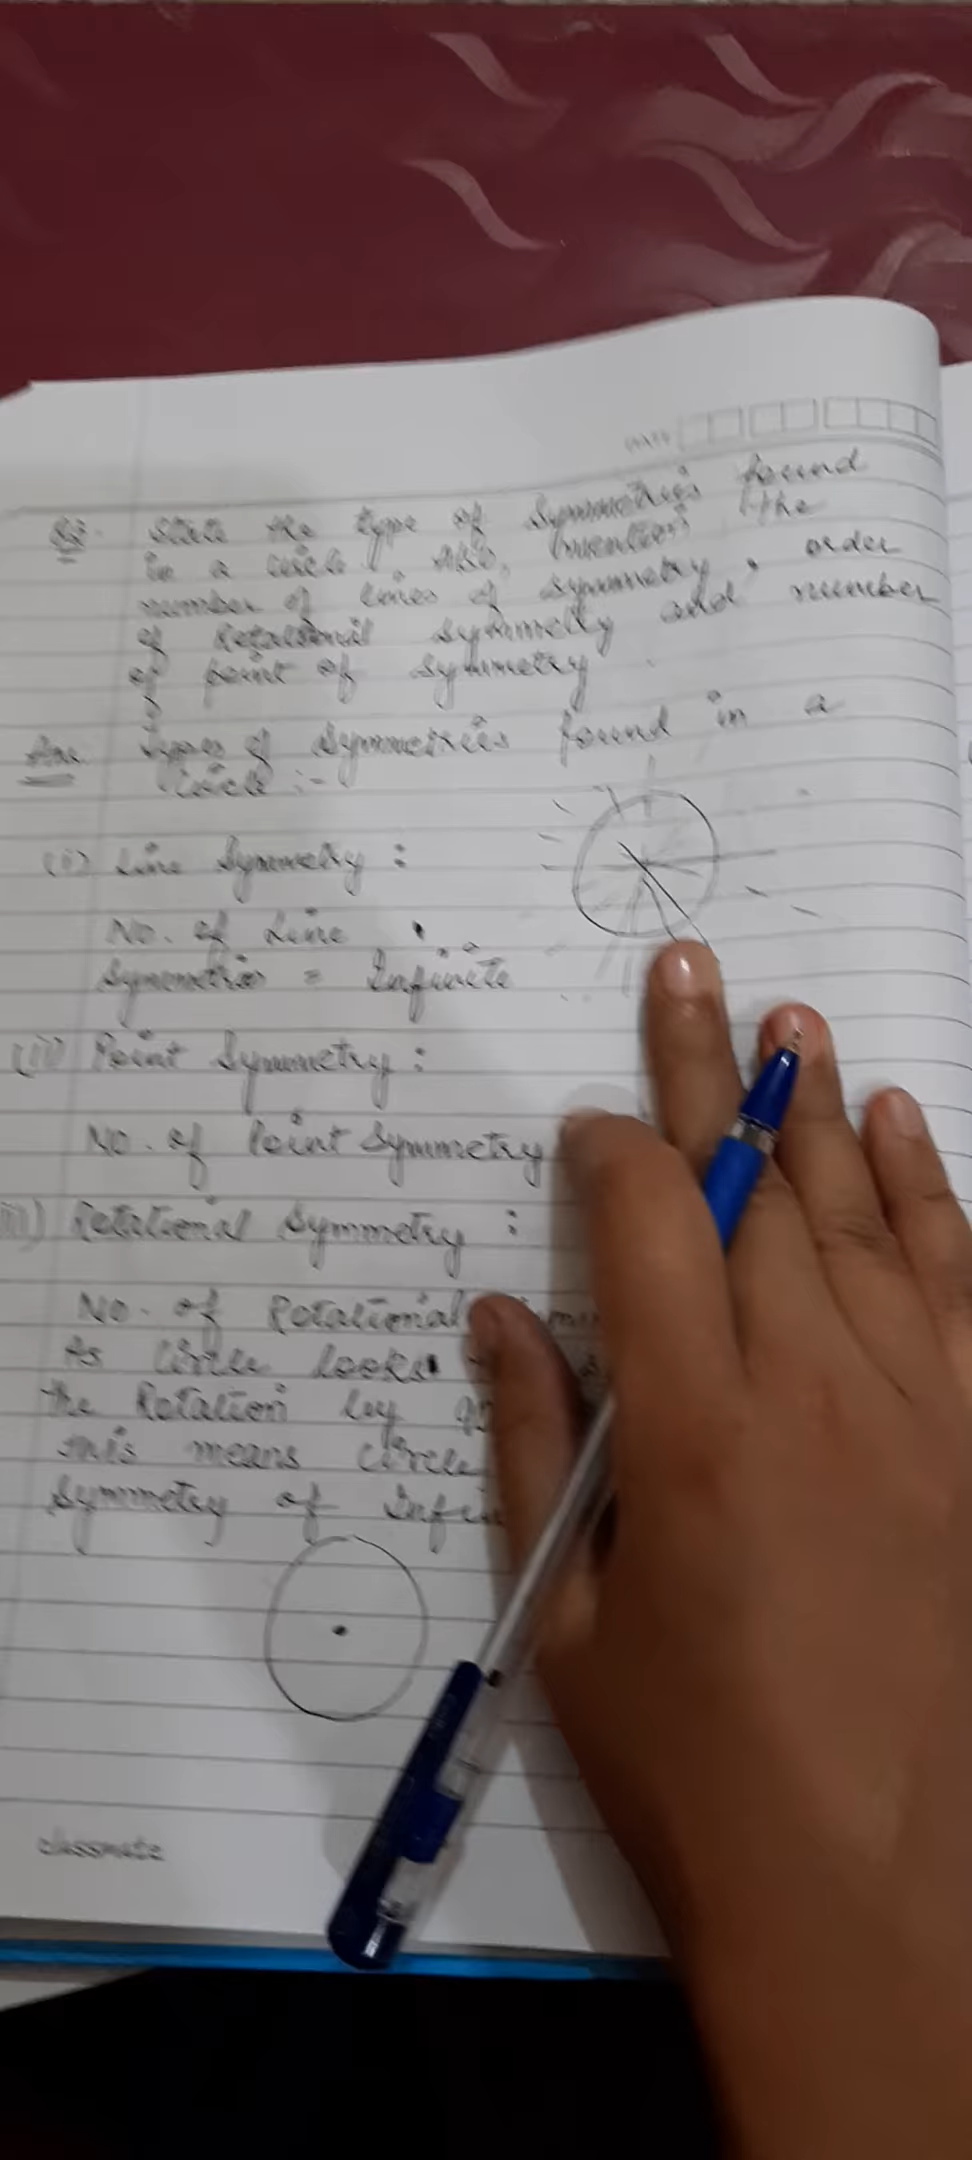 DATE
Q2. State the type of Symmetries found
in a circle. Also, mention the
number of lines of symmetry, order
of Rotational symmetry and number
of point of symmetry
Ans. Types of Symmetries found in a
Circle :-
(i) Line Symmetry :
No. of Line
Symmetries = Infinite
(ii) Point Symmetry :
No. of Point Symmetry
(iii) Rotational Symmetry :
No. of Rotational
As Circle looks
the Rotation by
this means circle
Symmetry of
classmate